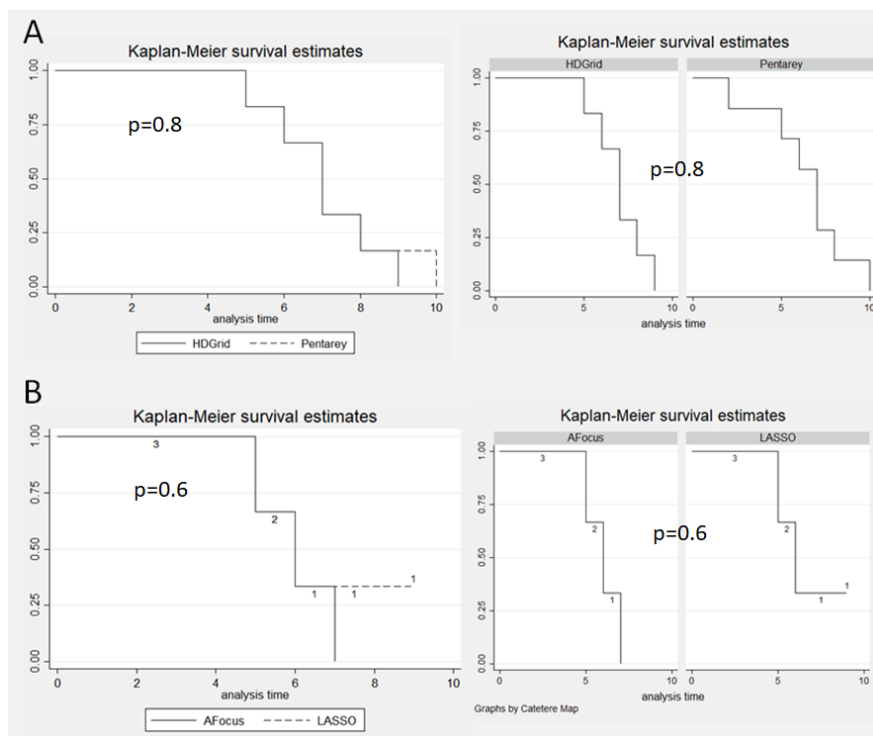 A
Kaplan-Meier survival estimates
1.00
0.75
0.50
0.25
0.00
p=0.8
0 2 4 6 8 10
analysis time
HDGrid Pentarey
Kaplan-Meier survival estimates
HDGrid Pentarey
1.00
0.75
0.50
0.25
0.00
p=0.8
0 5 10 0 5 10
analysis time
B
Kaplan-Meier survival estimates
1.00
0.75
0.50
0.25
0.00
3
p=0.6
2
1
1
1
0 2 4 6 8 10
analysis time
AFocus LASSO
Kaplan-Meier survival estimates
AFocus LASSO
1.00
0.75
0.50
0.25
0.00
3 3
2 2
p=0.6
1 1 1
0 5 10 0 5 10
analysis time
Graphs by Catetere Map